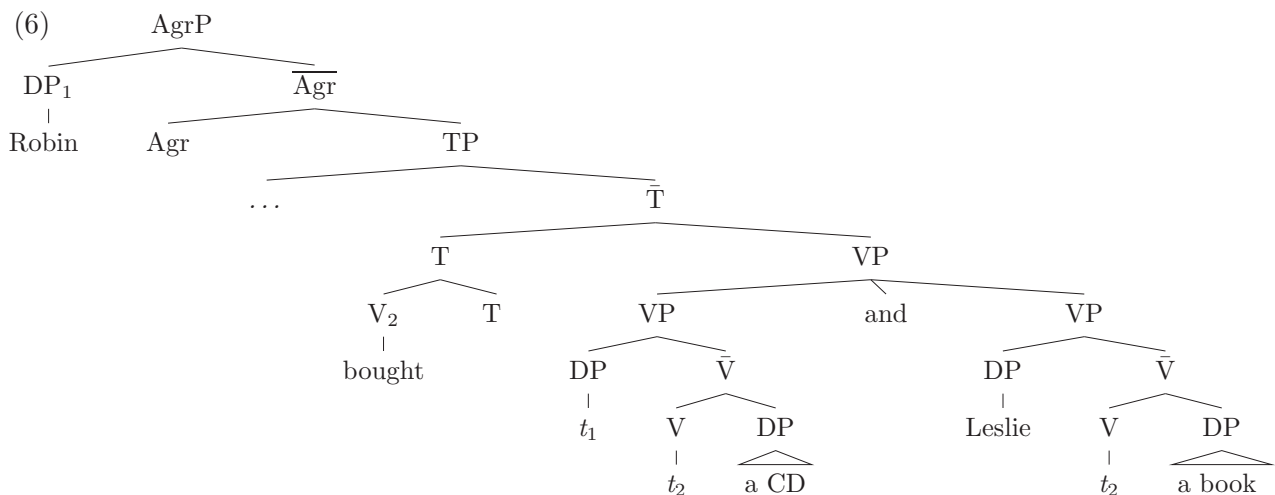 (6) AgrP
DP₁ A̅g̅r̅
Robin Agr TP
... T̄
T VP
V₂ T VP and VP
bought DP V̄ DP V̄
t₁ V DP Leslie V DP
t₂ a CD t₂ a book